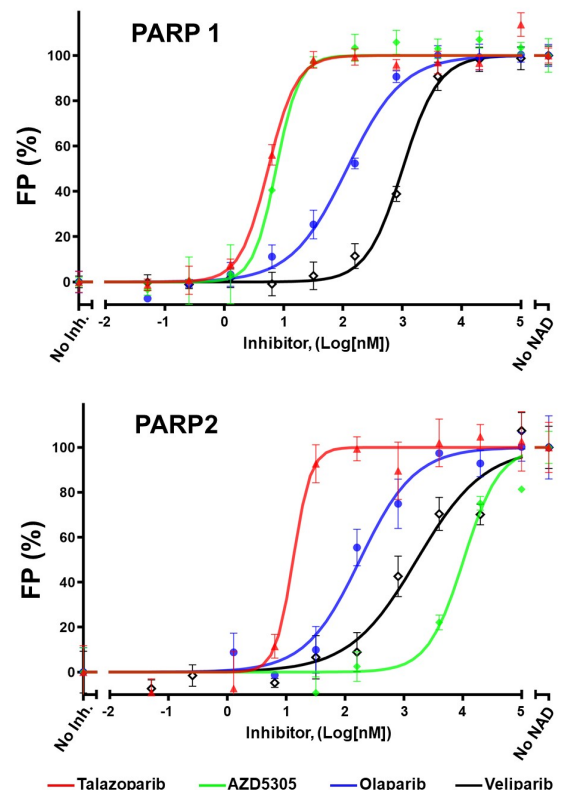 PARP 1
FP (%)
100
80
60
40
20
0
No Inh.
-2
-1
0
1
2
3
4
5
No NAD
Inhibitor, (Log[nM])
PARP2
FP (%)
100
80
60
40
20
0
No Inh.
-2
-1
0
1
2
3
4
5
No NAD
Inhibitor, (Log[nM])
Talazoparib AZD5305 Olaparib Veliparib